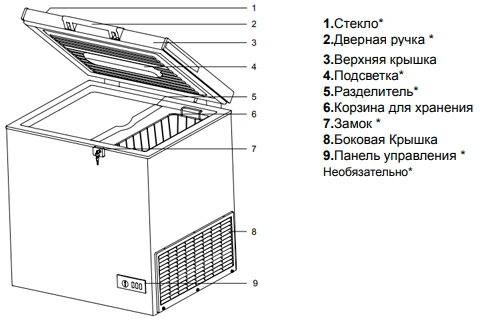 1
2
3
4
5
6
7
8
9
1.Стекло*
2.Дверная ручка *
3.Верхняя крышка
4.Подсветка*
5.Разделитель*
6.Корзина для хранения
7.Замок *
8.Боковая Крышка
9.Панель управления *
Необязательно*